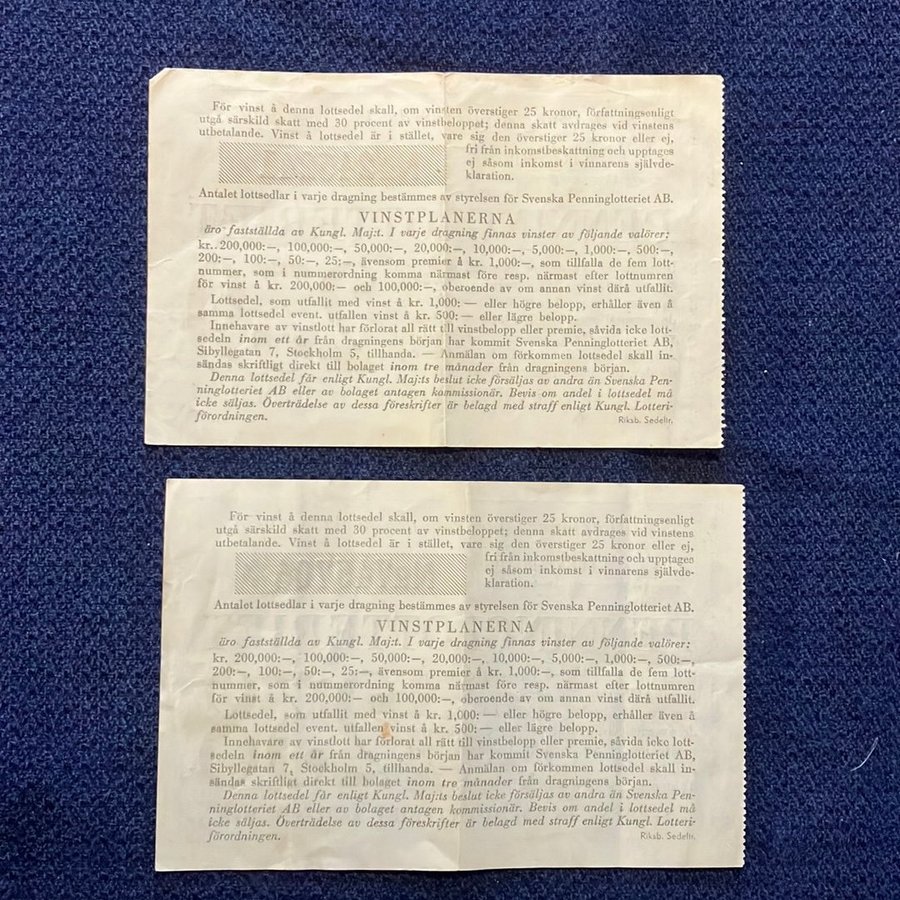 För vinst å denna lottsedel skall, om vinsten överstiger 25 kronor, författningsenligt
utgå särskild skatt med 30 procent av vinstbeloppet; denna skatt avdrages vid vinstens
utbetalande. Vinst å lottsedel är i stället, vare sig den överstiger 25 kronor eller ej,
fri från inkomstbeskattning och upptages
ej såsom inkomst i vinnarens självde-
klaration.
Antalet lottsedlar i varje dragning bestämmes av styrelsen för Svenska Penninglotteriet AB.
VINSTPLANERNA
äro fastställda av Kungl. Maj:t. I varje dragning finnas vinster av följande valörer:
kr. 200,000:—, 100,000:—, 50,000:—, 20,000:—, 10,000:—, 5,000:—, 1,000:—, 500:—,
200:—, 100:—, 50:—, 25:—, ävensom premier å kr. 1,000:—, som tillfalla de fem lott-
nummer, som i nummerordning komma närmast före resp. närmast efter lottnumren
för vinst å kr. 200,000:— och 100,000:—, oberoende av om annan vinst därå utfallit.
Lottsedel, som utfallit med vinst å kr. 1,000:— eller högre belopp, erhåller även å
samma lottsedel event. utfallen vinst å kr. 500:— eller lägre belopp.
Innehavare av vinstlott har förlorat all rätt till vinstbelopp eller premie, såvida icke lott-
sedeln inom ett år från dragningens början har kommit Svenska Penninglotteriet AB,
Sibyllegatan 7, Stockholm 5, tillhanda. — Anmälan om förkommen lottsedel skall in-
sändas skriftligt direkt till bolaget inom tre månader från dragningens början.
Denna lottsedel får enligt Kungl. Maj:ts beslut icke försäljas av andra än Svenska Pen-
ninglotteriet AB eller av bolaget antagen kommissionär. Bevis om andel i lottsedel må
icke säljas. Överträdelse av dessa föreskrifter är belagd med straff enligt Kungl. Lotteri-
förordningen.
Riksb. Sedeltr.
För vinst å denna lottsedel skall, om vinsten överstiger 25 kronor, författningsenligt
utgå särskild skatt med 30 procent av vinstbeloppet; denna skatt avdrages vid vinstens
utbetalande. Vinst å lottsedel är i stället, vare sig den överstiger 25 kronor eller ej,
fri från inkomstbeskattning och upptages
ej såsom inkomst i vinnarens självde-
klaration.
Antalet lottsedlar i varje dragning bestämmes av styrelsen för Svenska Penninglotteriet AB.
VINSTPLANERNA
äro fastställda av Kungl. Maj:t. I varje dragning finnas vinster av följande valörer:
kr. 200,000:—, 100,000:—, 50,000:—, 20,000:—, 10,000:—, 5,000:—, 1,000:—, 500:—,
200:—, 100:—, 50:—, 25:—, ävensom premier å kr. 1,000:—, som tillfalla de fem lott-
nummer, som i nummerordning komma närmast före resp. närmast efter lottnumren
för vinst å kr. 200,000:— och 100,000:—, oberoende av om annan vinst därå utfallit.
Lottsedel, som utfallit med vinst å kr. 1,000:— eller högre belopp, erhåller även å
samma lottsedel event. utfallen vinst å kr. 500:— eller lägre belopp.
Innehavare av vinstlott har förlorat all rätt till vinstbelopp eller premie, såvida icke lott-
sedeln inom ett år från dragningens början har kommit Svenska Penninglotteriet AB,
Sibyllegatan 7, Stockholm 5, tillhanda. — Anmälan om förkommen lottsedel skall in-
sändas skriftligt direkt till bolaget inom tre månader från dragningens början.
Denna lottsedel får enligt Kungl. Maj:ts beslut icke försäljas av andra än Svenska Pen-
ninglotteriet AB eller av bolaget antagen kommissionär. Bevis om andel i lottsedel må
icke säljas. Överträdelse av dessa föreskrifter är belagd med straff enligt Kungl. Lotteri-
förordningen.
Riksb. Sedeltr.